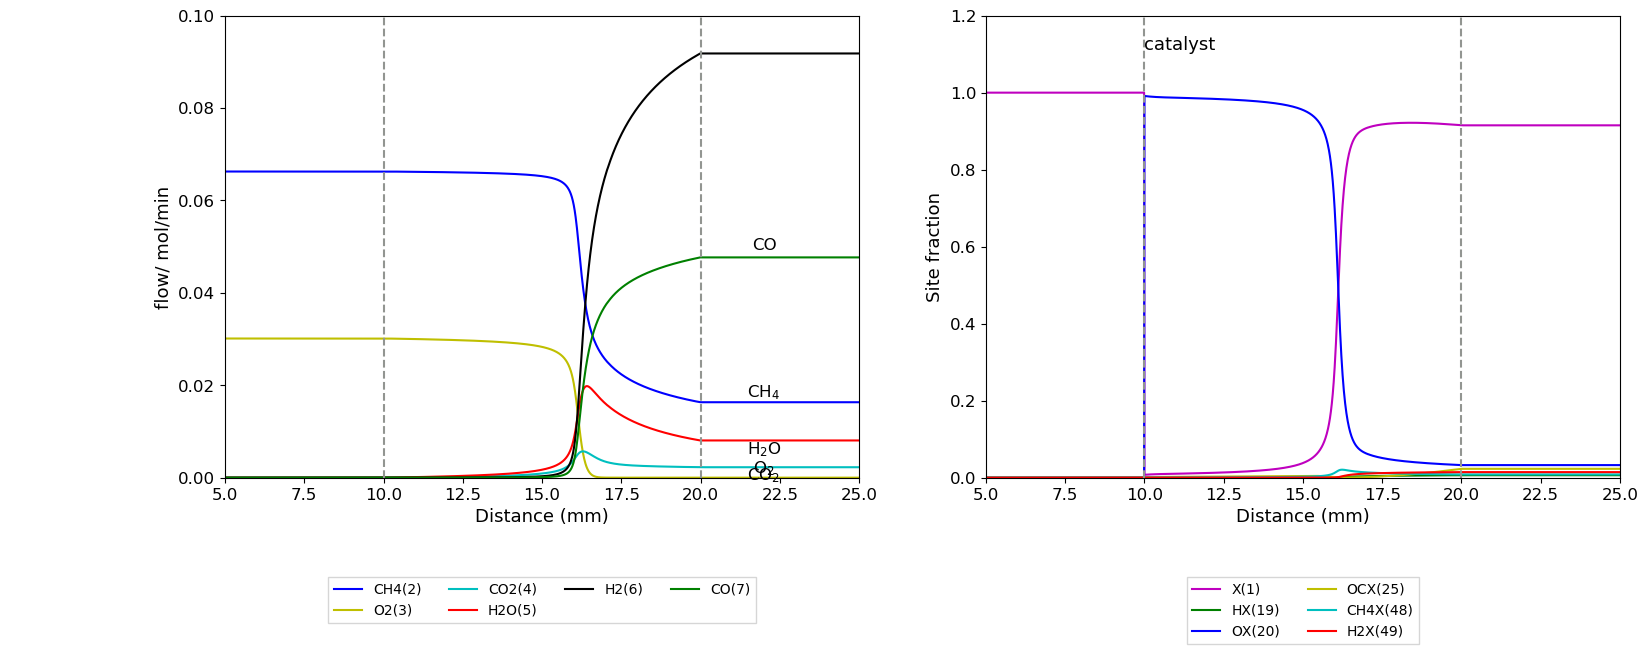 0.10
0.08
0.06
0.04
0.02
0.00
flow/ mol/min
CO
CH₄
H₂O
O₂
CO₂
5.0 7.5 10.0 12.5 15.0 17.5 20.0 22.5 25.0
Distance (mm)
CH4(2) CO2(4) H2(6) CO(7)
O2(3) H2O(5)
1.2
1.0
0.8
0.6
0.4
0.2
0.0
Site fraction
catalyst
5.0 7.5 10.0 12.5 15.0 17.5 20.0 22.5 25.0
Distance (mm)
X(1) OCX(25)
HX(19) CH4X(48)
OX(20) H2X(49)